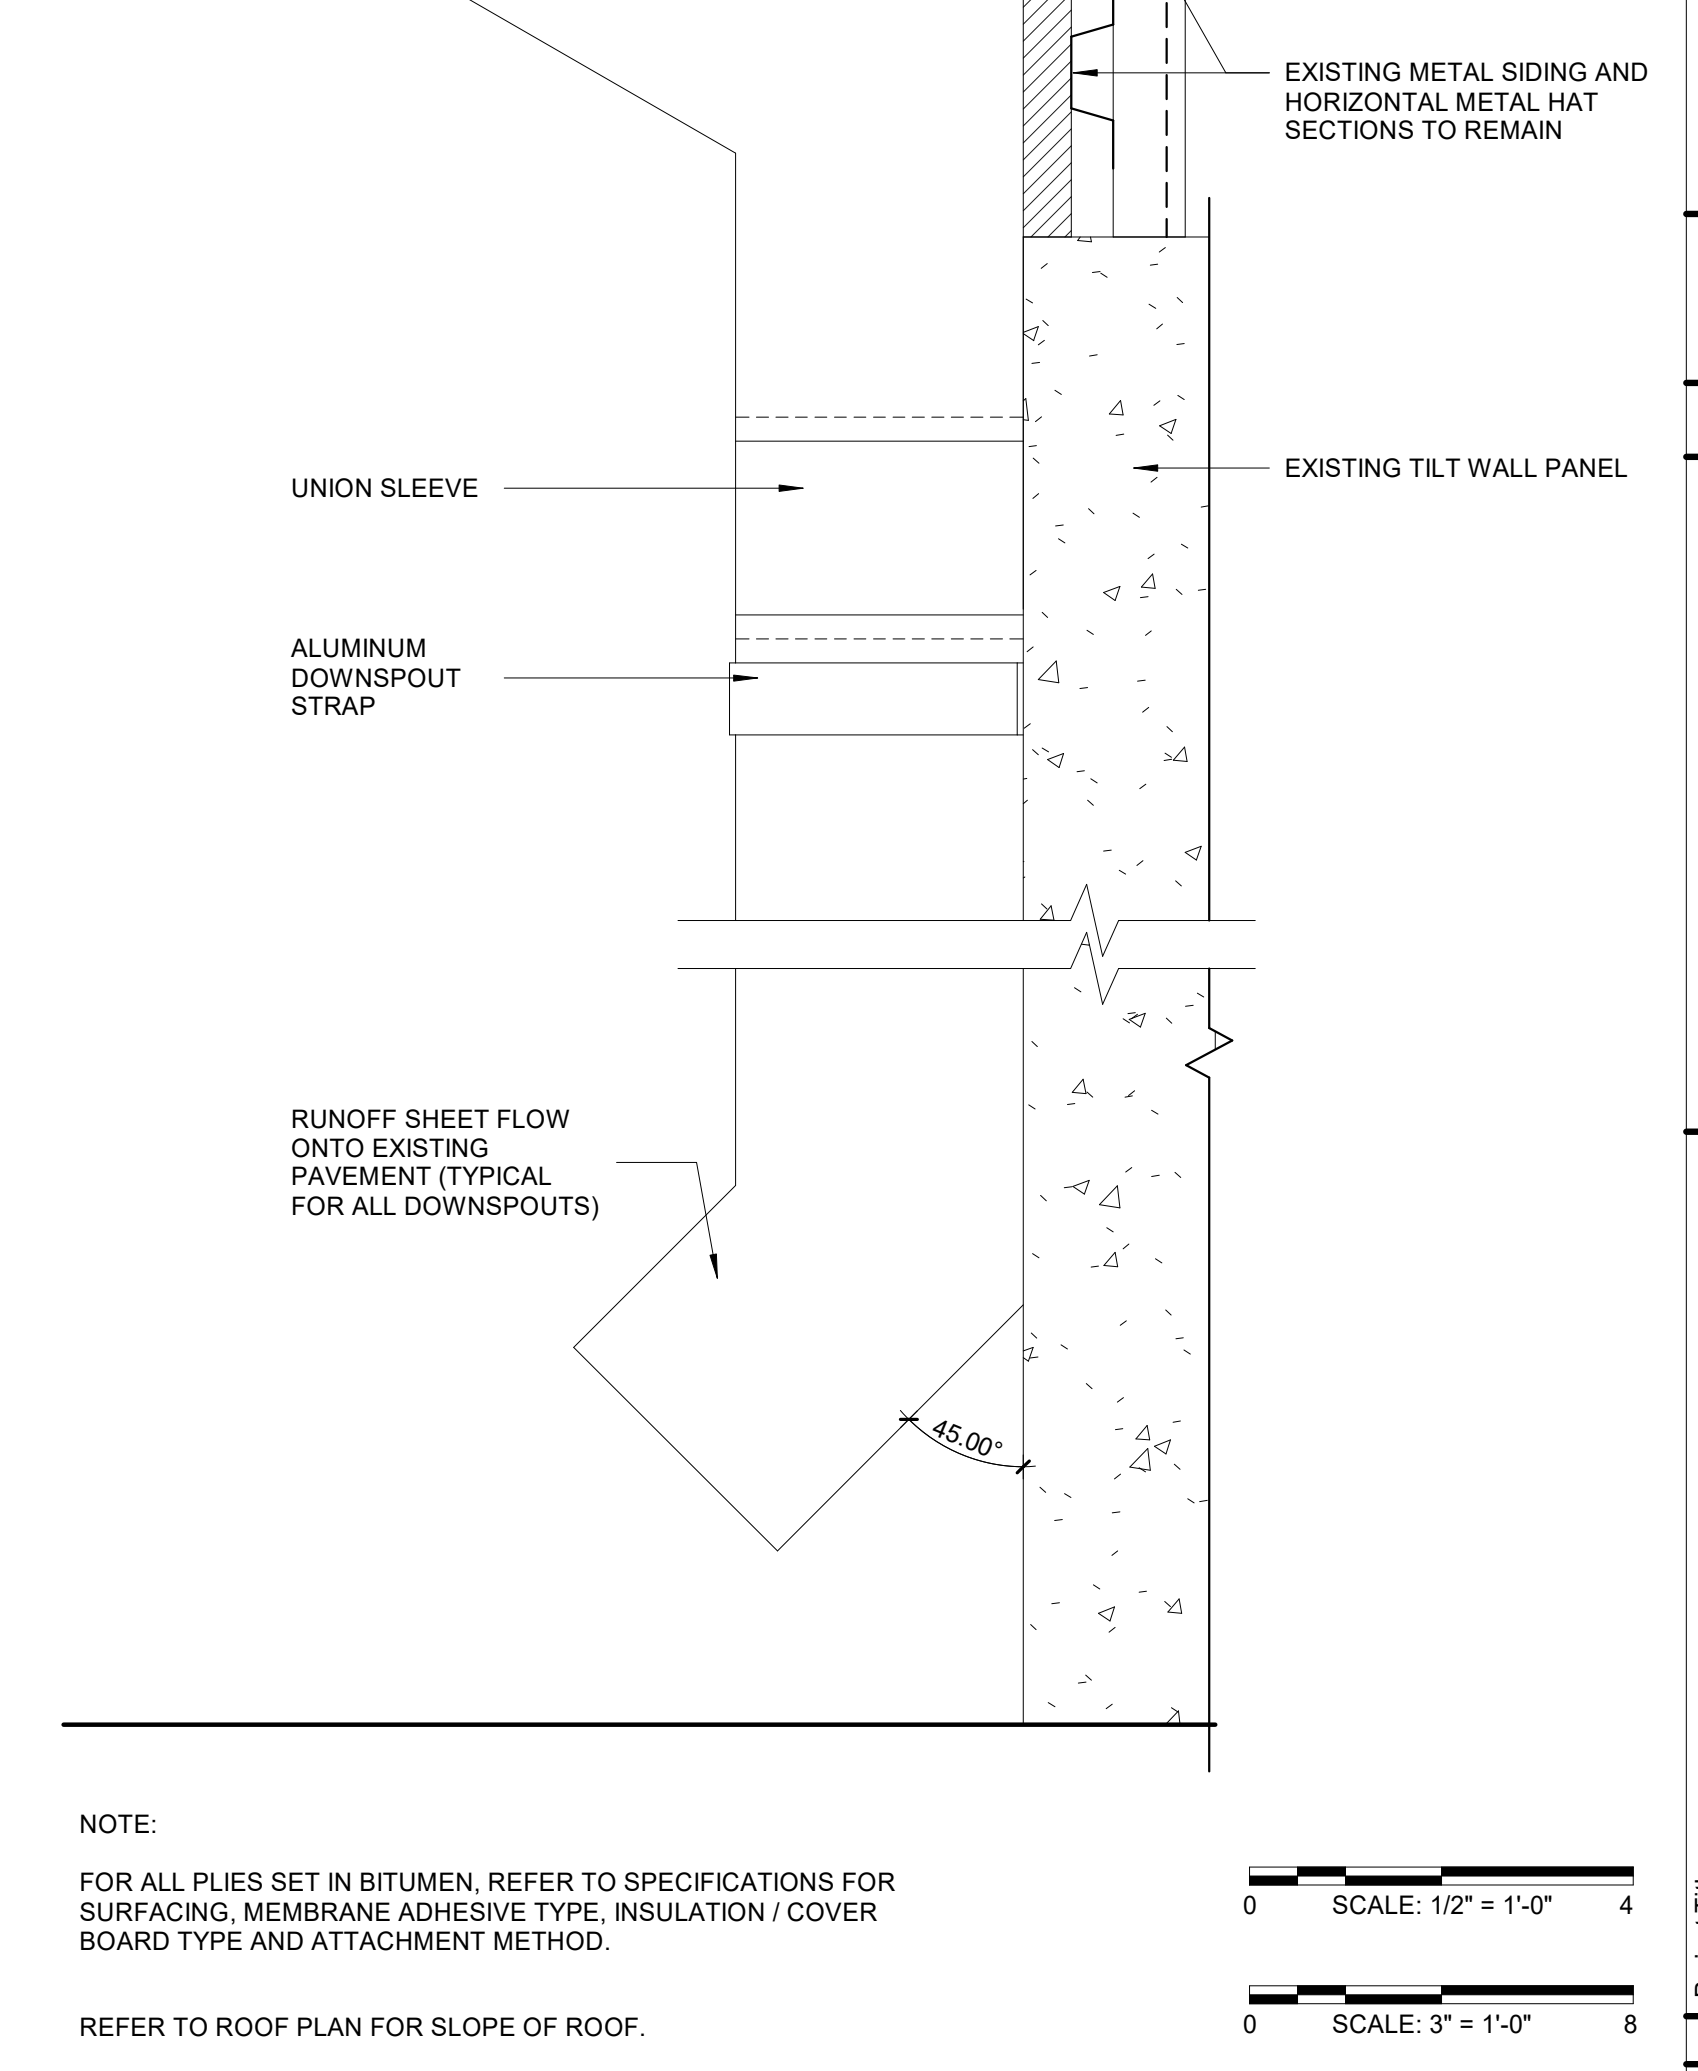 EXISTING METAL SIDING AND
HORIZONTAL METAL HAT
SECTIONS TO REMAIN
EXISTING TILT WALL PANEL
UNION SLEEVE
ALUMINUM
DOWNSPOUT
STRAP
RUNOFF SHEET FLOW
ONTO EXISTING
PAVEMENT (TYPICAL
FOR ALL DOWNSPOUTS)
45.00°
NOTE:
FOR ALL PLIES SET IN BITUMEN, REFER TO SPECIFICATIONS FOR
SURFACING, MEMBRANE ADHESIVE TYPE, INSULATION / COVER
BOARD TYPE AND ATTACHMENT METHOD.
REFER TO ROOF PLAN FOR SLOPE OF ROOF.
0 SCALE: 1/2" = 1'-0" 4
0 SCALE: 3" = 1'-0" 8